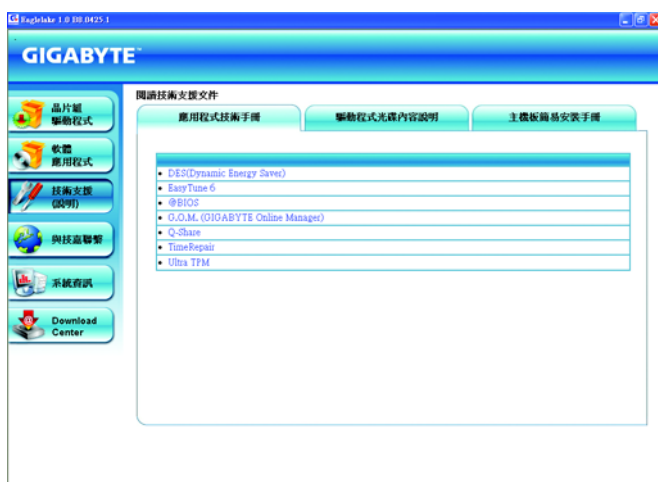 Eaglelake 1.0 B8.0425.1
GIGABYTE™
晶片組
驅動程式
軟體
應用程式
技術支援
(說明)
與技嘉聯繫
系統資訊
Download
Center
閱讀技術支援文件
應用程式技術手冊
驅動程式光碟內容說明
主機板簡易安裝手冊
• DES(Dynamic Energy Saver)
• EasyTune 6
• @BIOS
• G.O.M. (GIGABYTE Online Manager)
• Q-Share
• TimeRepair
• Ultra TPM